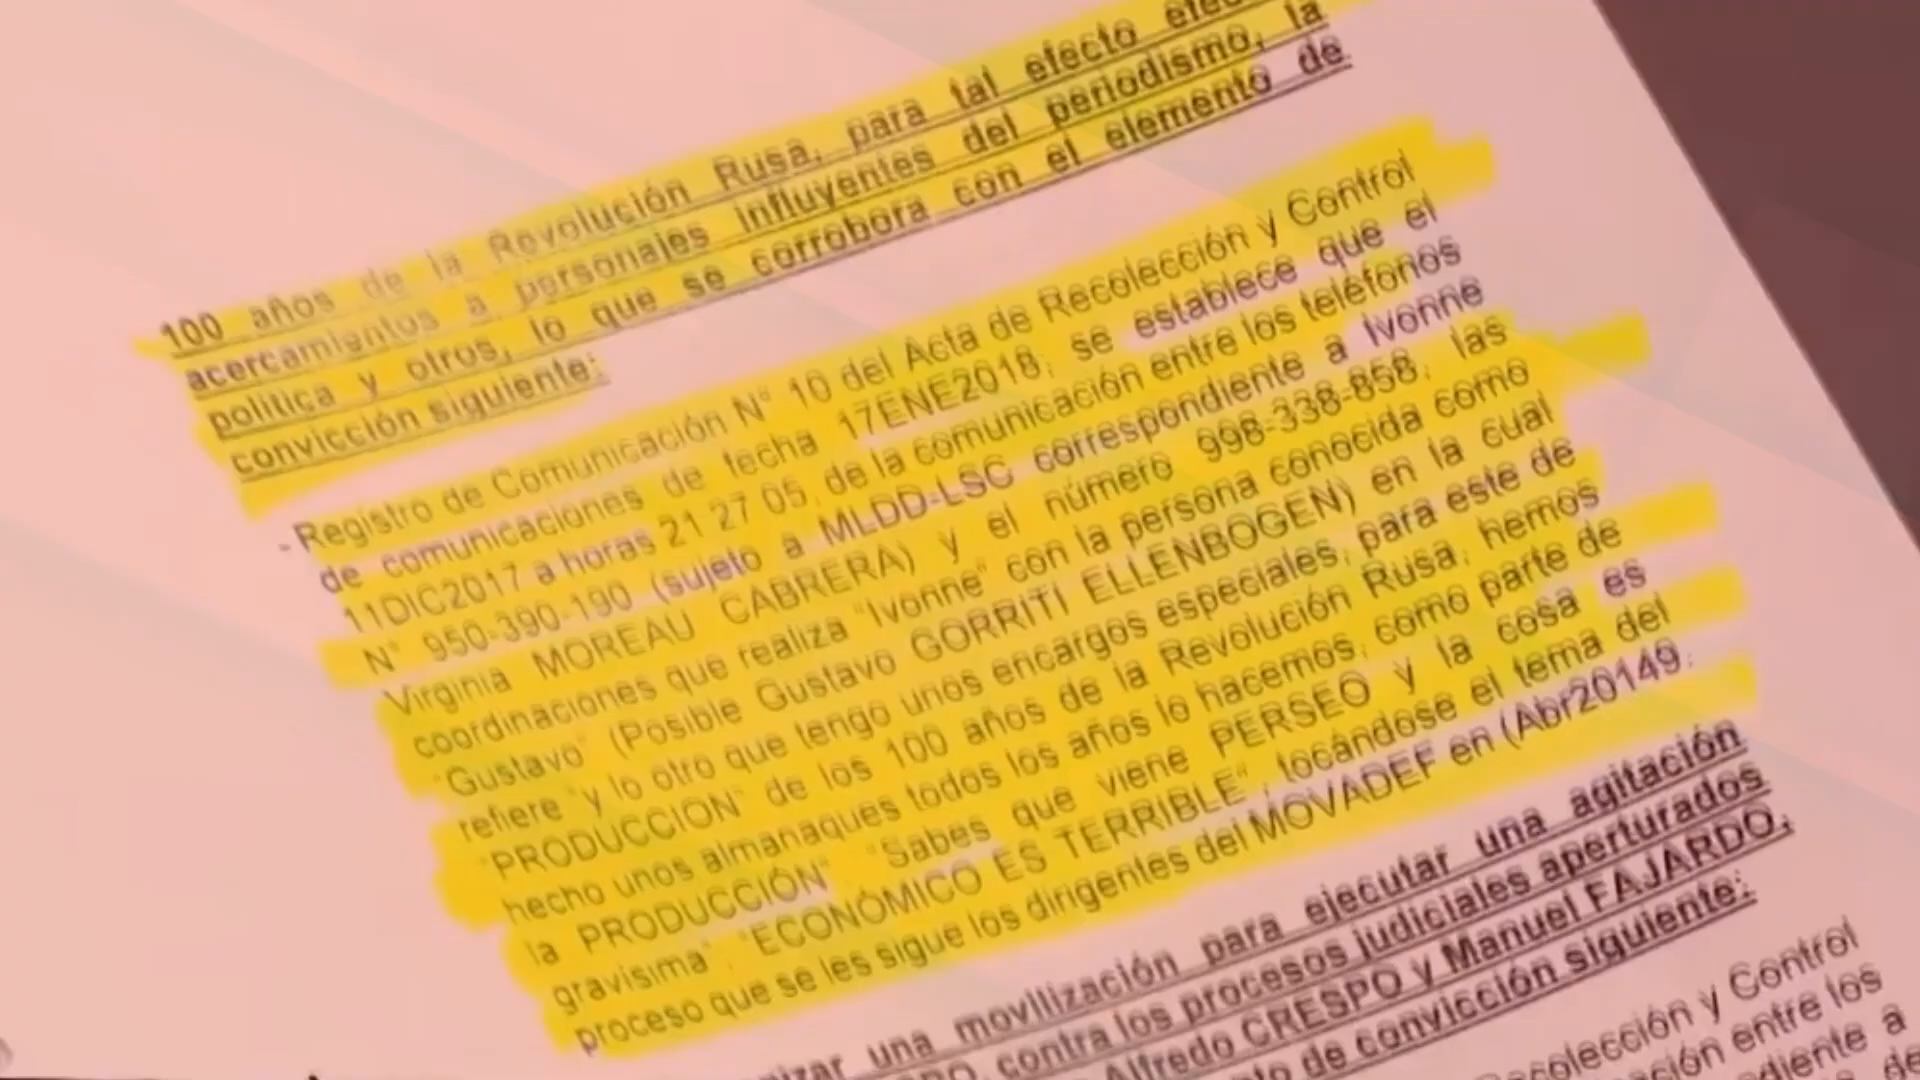 100 años de la Revolución Rusa, para tal efecto
acercamientos a personajes influyentes del periodismo, la
política y otros, lo que se corrobora con el elemento de
convicción siguiente:
- Registro de Comunicación N° 10 del Acta de Recolección y Control
de comunicaciones de fecha 17ENE2018, se establece que el
11DIC2017 a horas 21 27 05, de la comunicación entre los teléfonos
N° 950-390-190 (sujeto a MLDD-LSC correspondiente a Ivonne
Virginia MOREAU CABRERA) y el número 998-338-858, las
coordinaciones que realiza "Ivonne" con la persona conocida como
"Gustavo" (Posible Gustavo GORRITI ELLENBOGEN) en la cual
refiere "y lo otro que tengo unos encargos especiales, para este de
"PRODUCCION" de los 100 años de la Revolución Rusa, hemos
hecho unos almanaques todos los años lo hacemos, como parte de
la PRODUCCIÓN" "Sabes que viene PERSEO y la cosa es
gravísima", "ECONÓMICO ES TERRIBLE", tocándose el tema del
proceso que se les sigue los dirigentes del MOVADEF en (Abr20149.
una movilización para ejecutar una agitación
contra los procesos judiciales aperturados
Alfredo CRESPO y Manuel FAJARDO,
de convicción siguiente:
y Control
entre los
a